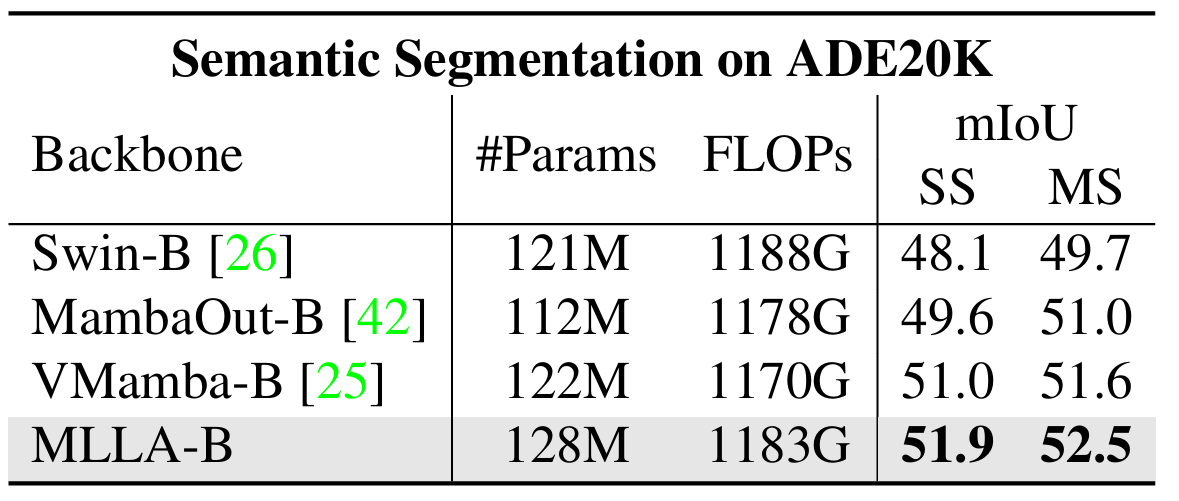 Semantic Segmentation on ADE20K
Backbone #Params FLOPs mIoU
SS MS
Swin-B [26] 121M 1188G 48.1 49.7
MambaOut-B [42] 112M 1178G 49.6 51.0
VMamba-B [25] 122M 1170G 51.0 51.6
MLLA-B 128M 1183G 51.9 52.5